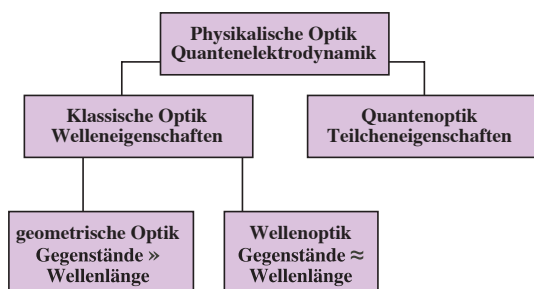 Physikalische Optik
Quantenelektrodynamik
Klassische Optik
Welleneigenschaften
Quantenoptik
Teilcheneigenschaften
geometrische Optik
Gegenstände »
Wellenlänge
Wellenoptik
Gegenstände ≈
Wellenlänge